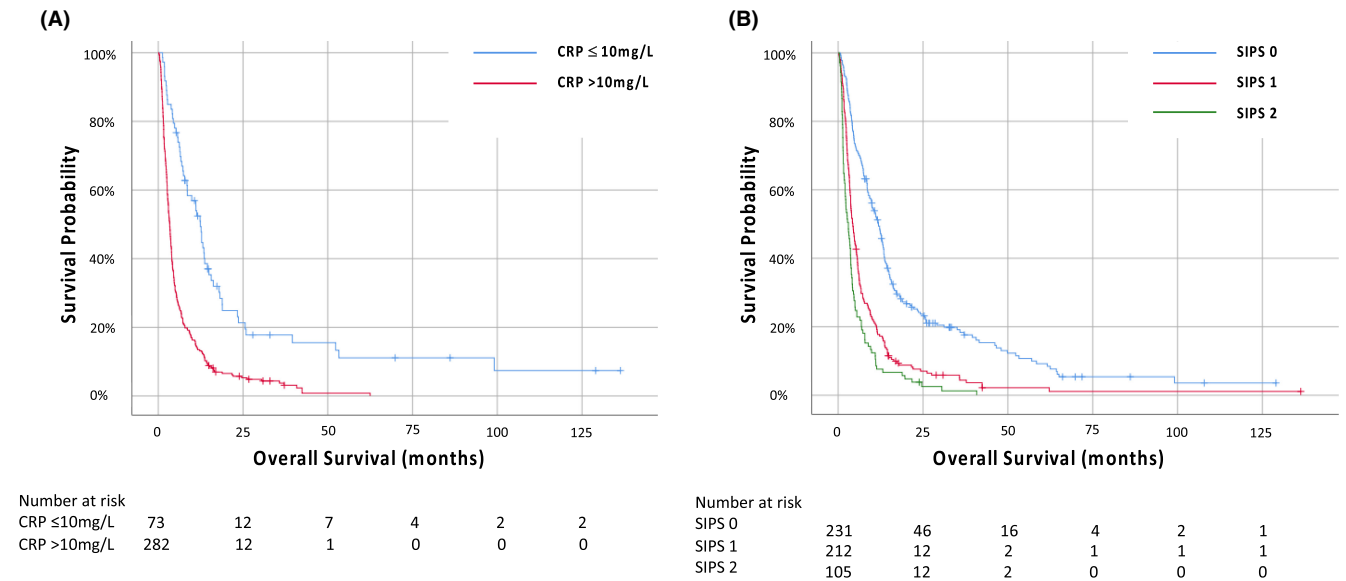 (A)
Survival Probability
100%
80%
60%
40%
20%
0%
CRP ≤ 10mg/L
CRP >10mg/L
0 25 50 75 100 125
Overall Survival (months)
Number at risk
CRP ≤10mg/L 73 12 7 4 2 2
CRP >10mg/L 282 12 1 0 0 0
(B)
Survival Probability
100%
80%
60%
40%
20%
0%
SIPS 0
SIPS 1
SIPS 2
0 25 50 75 100 125
Overall Survival (months)
Number at risk
SIPS 0 231 46 16 4 2 1
SIPS 1 212 12 2 1 1 1
SIPS 2 105 12 2 0 0 0